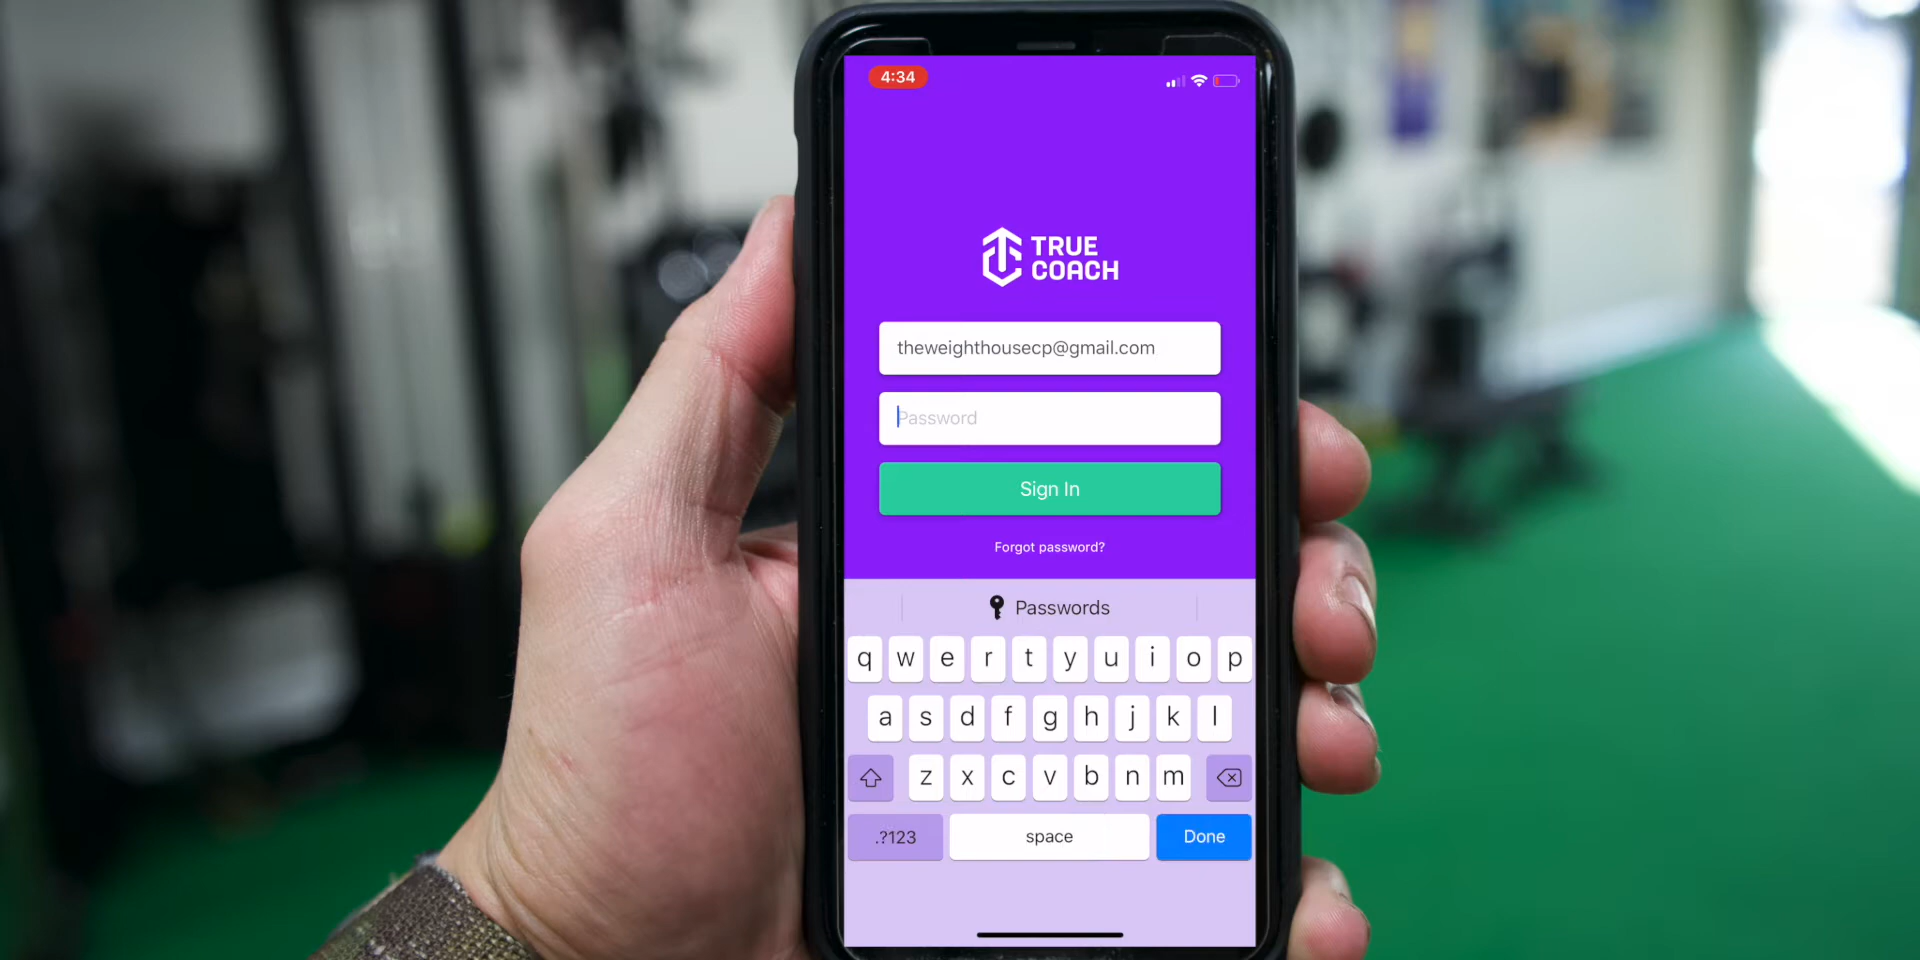 4:34
TRUE
COACH
theweighthousecp@gmail.com
Password
Sign In
Forgot password?
Passwords
q w e r t y u i o p
a s d f g h j k l
z x c v b n m
.?123 space Done